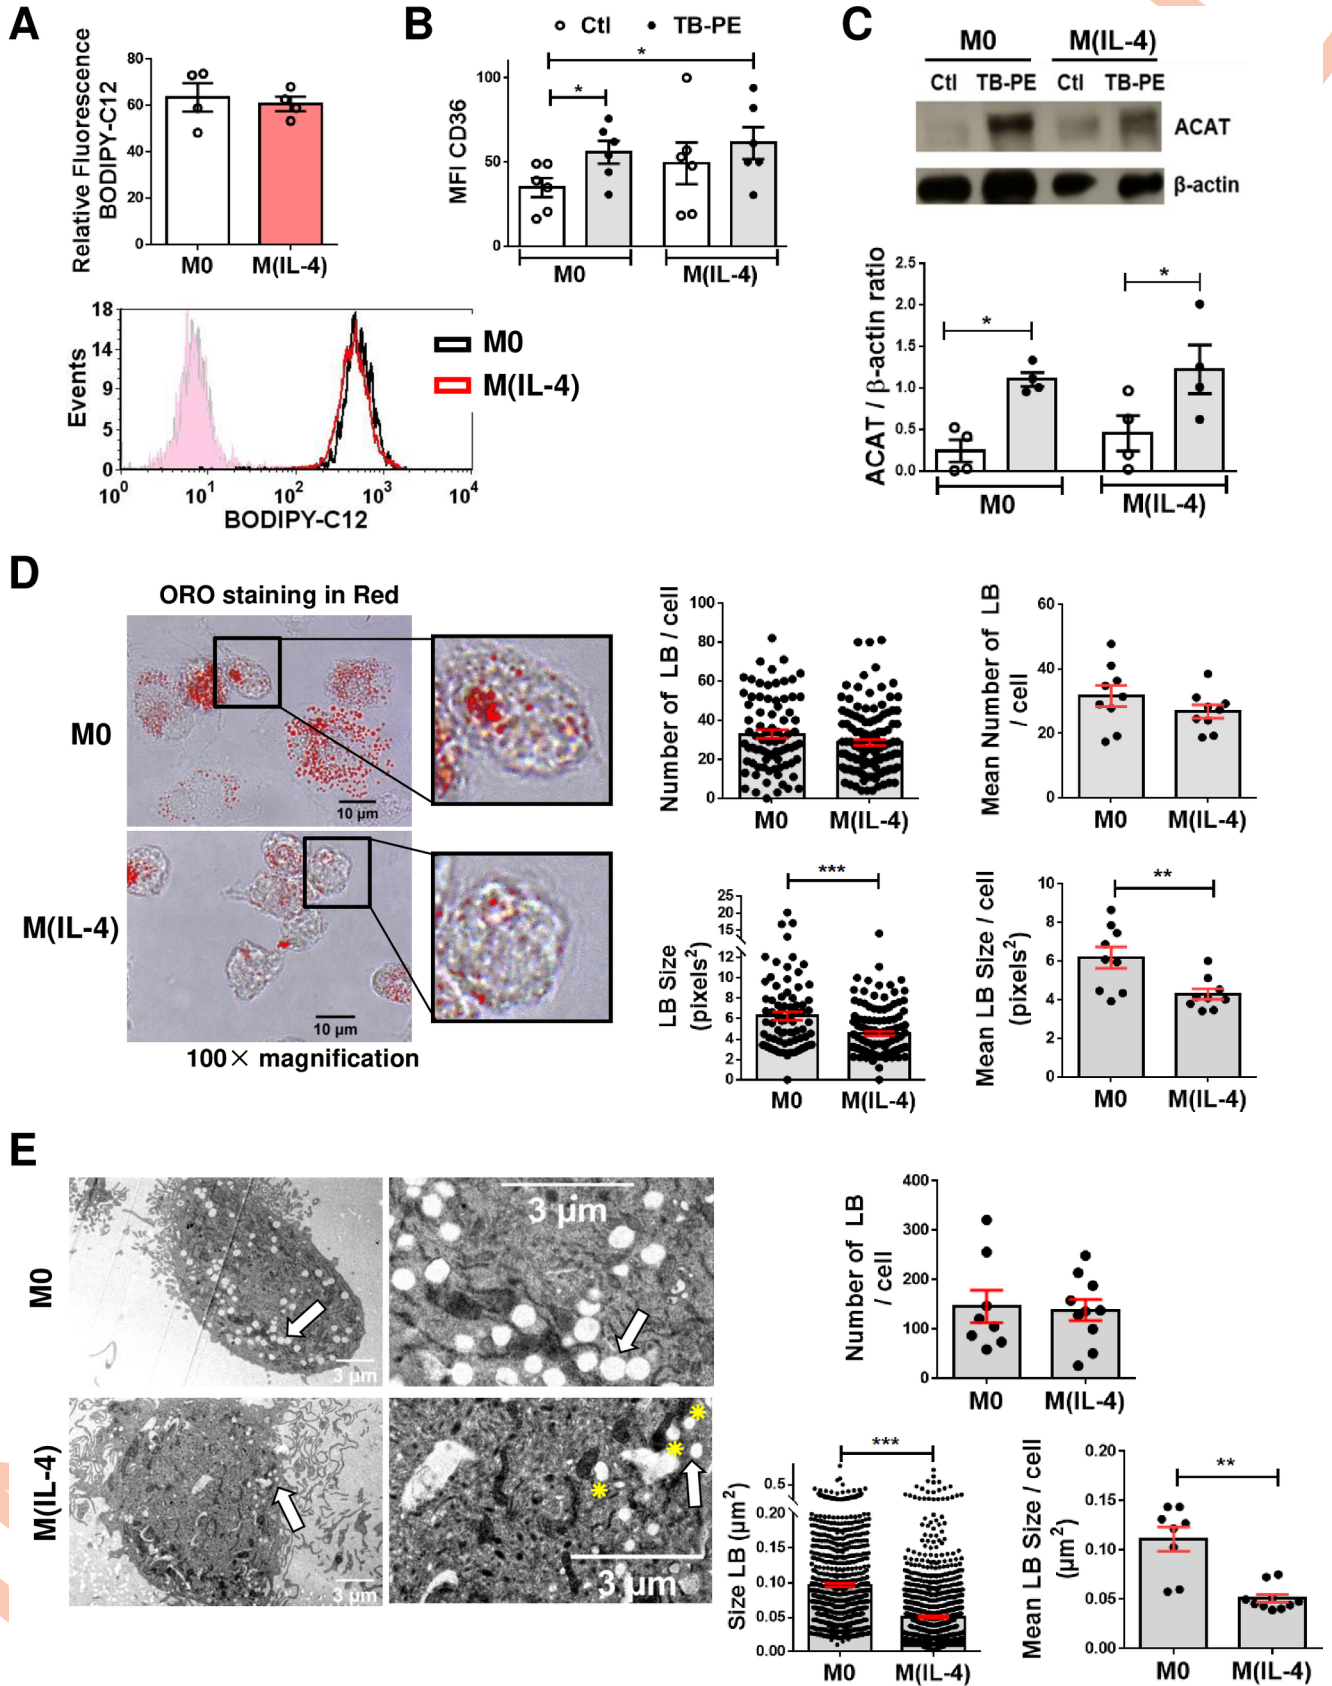 A
Relative Fluorescence
BODIPY-C12
80
60
40
20
0
M0
M(IL-4)
18
14
9
5
0
Events
10^0
10^1
10^2
10^3
10^4
BODIPY-C12
M0
M(IL-4)
B
Ctl
TB-PE
MFI CD36
100
50
0
*
*
M0
M(IL-4)
C
M0
M(IL-4)
Ctl
TB-PE
Ctl
TB-PE
ACAT
β-actin
ACAT / β-actin ratio
2.5
2.0
1.5
1.0
0.5
0.0
*
*
M0
M(IL-4)
D
ORO staining in Red
M0
10 µm
M(IL-4)
10 µm
100× magnification
Number of LB / cell
100
80
60
40
20
0
M0
M(IL-4)
Mean Number of LB
/ cell
60
40
20
0
M0
M(IL-4)
LB Size
(pixels²)
25
20
15
12
10
8
6
4
2
0
***
M0
M(IL-4)
Mean LB Size / cell
(pixels²)
10
8
6
4
2
0
**
M0
M(IL-4)
E
M0
3 µm
3 µm
M(IL-4)
3 µm
3 µm
Number of LB
/ cell
400
300
200
100
0
M0
M(IL-4)
Size LB (µm²)
0.5
0.20
0.15
0.10
0.05
0.00
***
M0
M(IL-4)
Mean LB Size / cell
(µm²)
0.20
0.15
0.10
0.05
0.00
**
M0
M(IL-4)